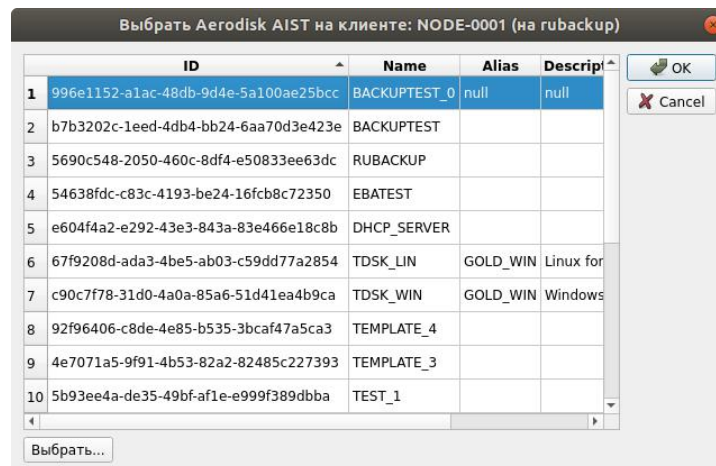 Выбрать Aerodisk AIST на клиенте: NODE-0001 (на rubackup)
ID Name Alias Descript
1 996e1152-a1ac-48db-9d4e-5a100ae25bcc BACKUPTEST_0 null null
2 b7b3202c-1eed-4db4-bb24-6aa70d3e423e BACKUPTEST
3 5690c548-2050-460c-8df4-e50833ee63dc RUBACKUP
4 54638fdc-c83c-4193-be24-16fcb8c72350 EBATEST
5 e604f4a2-e292-43e3-843a-83e466e18c8b DHCP_SERVER
6 67f9208d-ada3-4be5-ab03-c59dd77a2854 TDSK_LIN GOLD_WIN Linux for
7 c90c7f78-31d0-4a0a-85a6-51d41ea4b9ca TDSK_WIN GOLD_WIN Windows
8 92f96406-c8de-4e85-b535-3bcaf47a5ca3 TEMPLATE_4
9 4e7071a5-9f91-4b53-82a2-82485c227393 TEMPLATE_3
10 5b93ee4a-de35-49bf-af1e-e999f389dbba TEST_1
OK
Cancel
Выбрать...